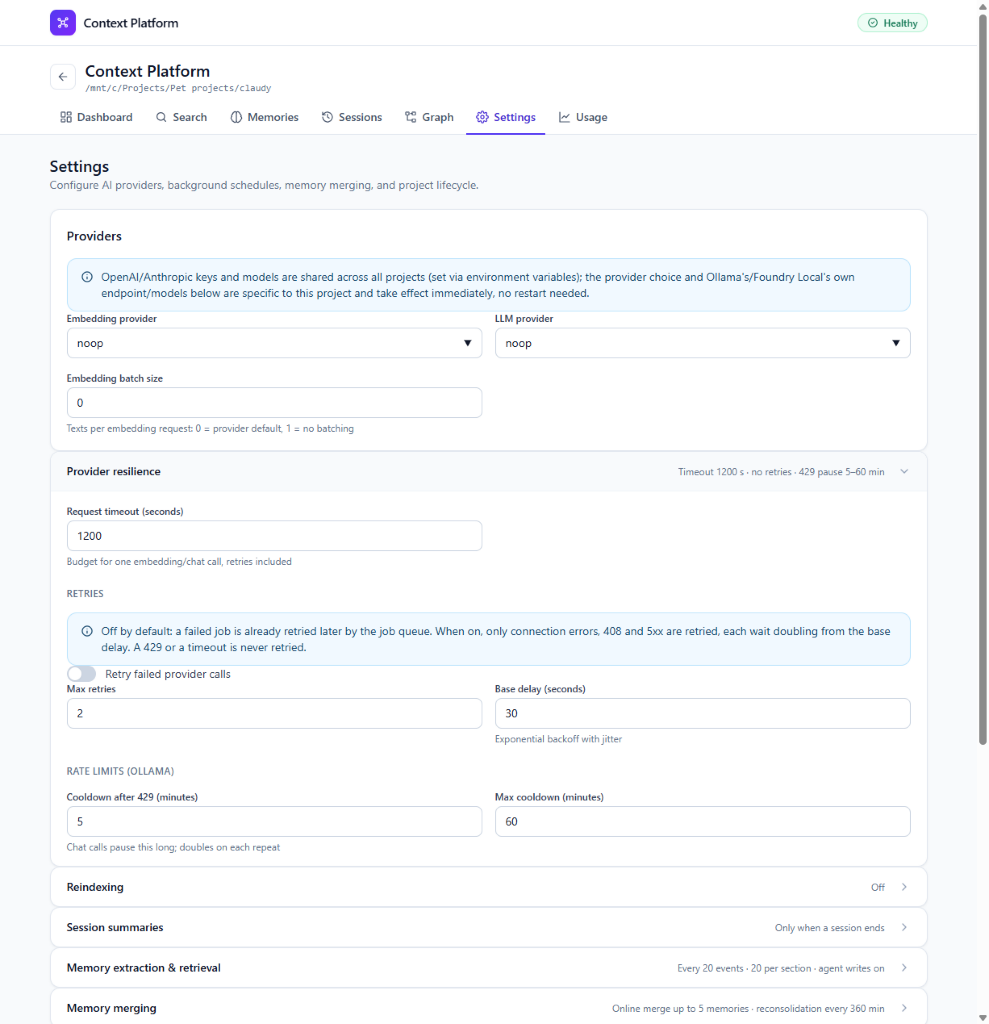 Context Platform
Healthy
Context Platform
/mnt/c/Projects/Pet projects/claudy
Dashboard Search Memories Sessions Graph Settings Usage
Settings
Configure AI providers, background schedules, memory merging, and project lifecycle.
Providers
OpenAI/Anthropic keys and models are shared across all projects (set via environment variables); the provider choice and Ollama's/Foundry Local's own
endpoint/models below are specific to this project and take effect immediately, no restart needed.
Embedding provider LLM provider
noop noop
Embedding batch size
0
Texts per embedding request: 0 = provider default, 1 = no batching
Provider resilience Timeout 1200 s · no retries · 429 pause 5–60 min
Request timeout (seconds)
1200
Budget for one embedding/chat call, retries included
RETRIES
Off by default: a failed job is already retried later by the job queue. When on, only connection errors, 408 and 5xx are retried, each wait doubling from the base
delay. A 429 or a timeout is never retried.
Retry failed provider calls
Max retries Base delay (seconds)
2 30
Exponential backoff with jitter
RATE LIMITS (OLLAMA)
Cooldown after 429 (minutes) Max cooldown (minutes)
5 60
Chat calls pause this long; doubles on each repeat
Reindexing Off
Session summaries Only when a session ends
Memory extraction & retrieval Every 20 events · 20 per section · agent writes on
Memory merging Online merge up to 5 memories · reconsolidation every 360 min